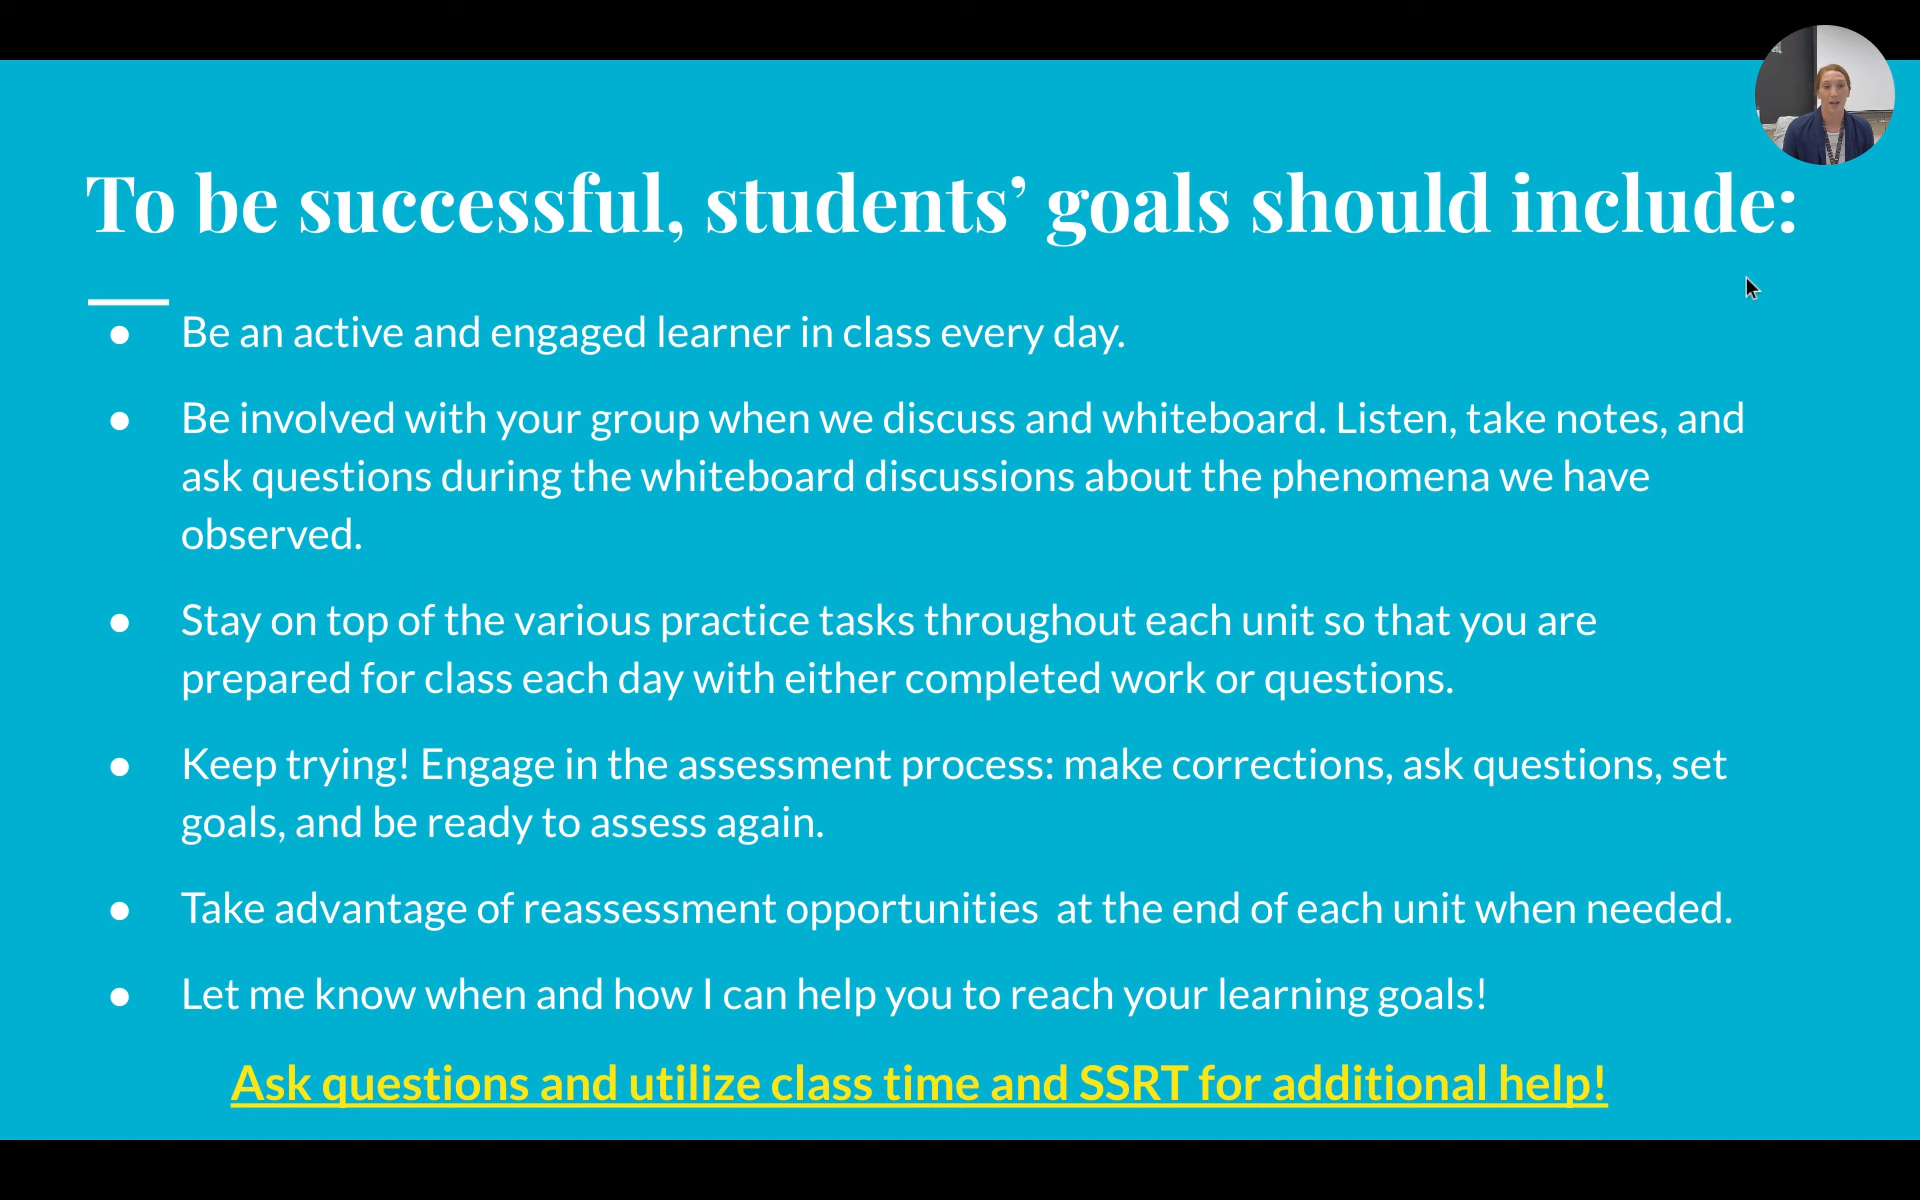 To be successful, students’ goals should include:
● Be an active and engaged learner in class every day.
● Be involved with your group when we discuss and whiteboard. Listen, take notes, and
ask questions during the whiteboard discussions about the phenomena we have
observed.
● Stay on top of the various practice tasks throughout each unit so that you are
prepared for class each day with either completed work or questions.
● Keep trying! Engage in the assessment process: make corrections, ask questions, set
goals, and be ready to assess again.
● Take advantage of reassessment opportunities  at the end of each unit when needed.
● Let me know when and how I can help you to reach your learning goals!
Ask questions and utilize class time and SSRT for additional help!